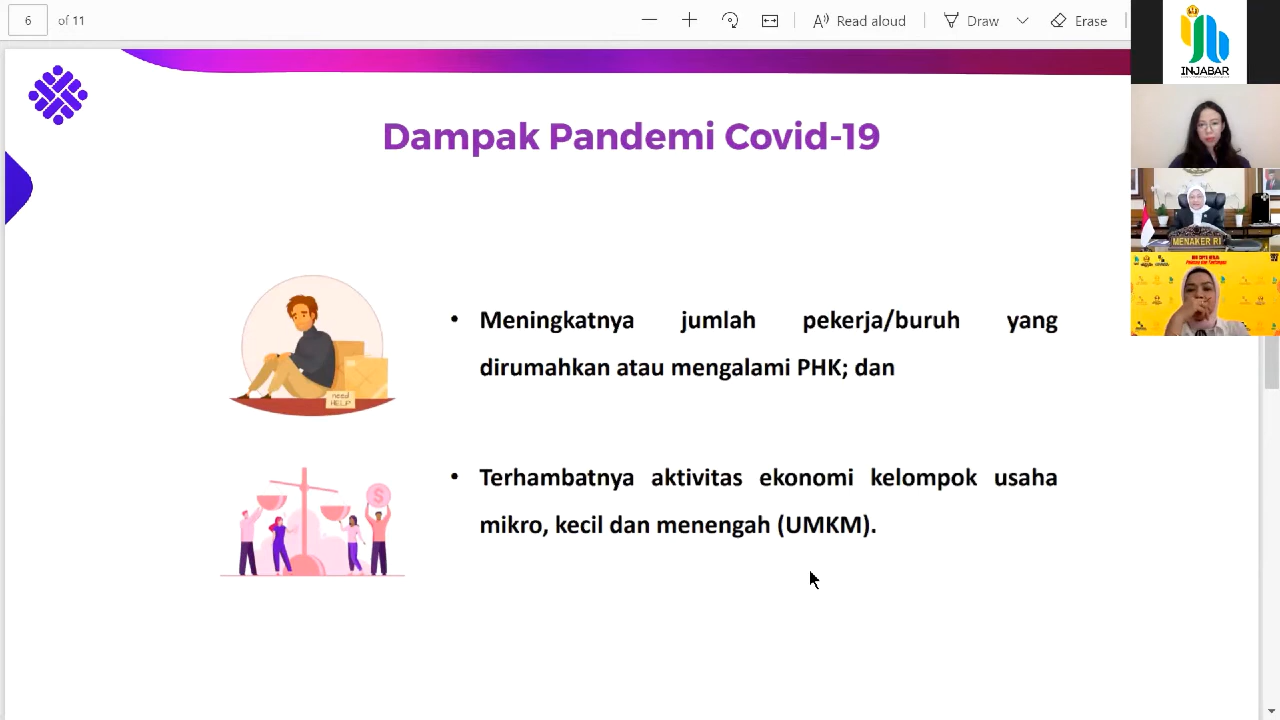 6
of 11
Read aloud
Draw
Erase
INJABAR
Dampak Pandemi Covid-19
MENAKER RI
• Meningkatnya jumlah pekerja/buruh yang
dirumahkan atau mengalami PHK; dan
need
HELP
• Terhambatnya aktivitas ekonomi kelompok usaha
mikro, kecil dan menengah (UMKM).
$